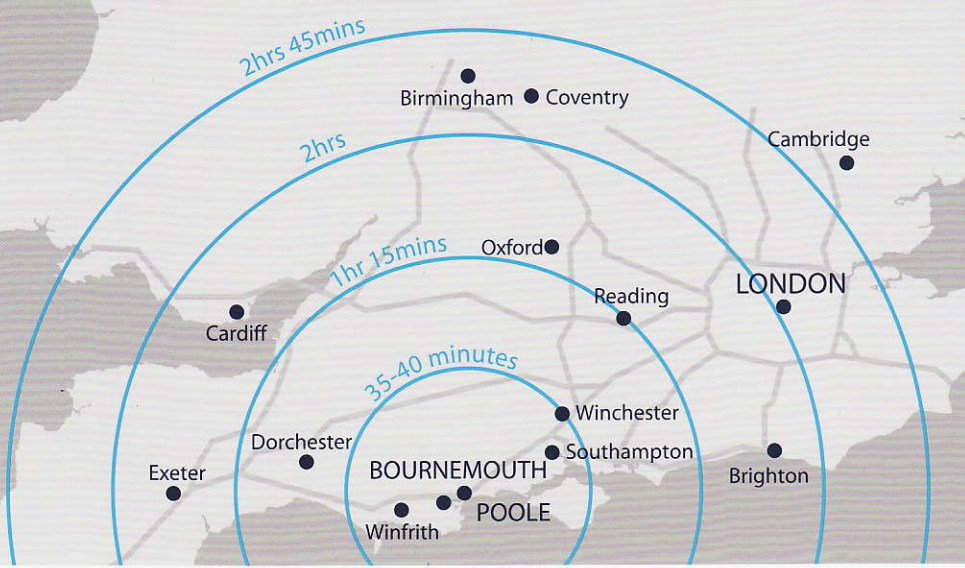 2hrs 45mins
Birmingham
Coventry
Cambridge
2hrs
Oxford
1hr 15mins
LONDON
Reading
Cardiff
35-40 minutes
Winchester
Dorchester
Southampton
Exeter
BOURNEMOUTH
Brighton
POOLE
Winfrith